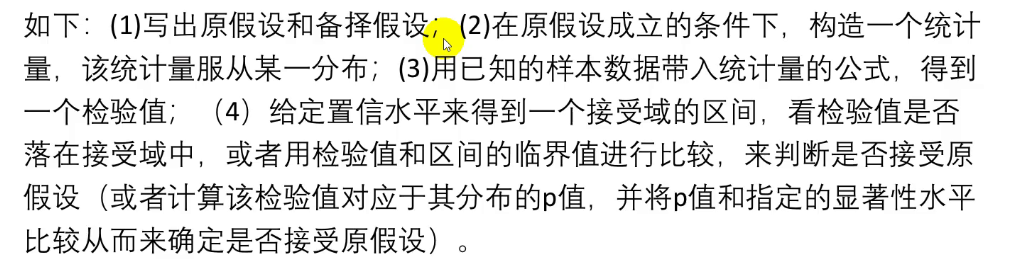 如下：(1)写出原假设和备择假设；(2)在原假设成立的条件下，构造一个统计
量，该统计量服从某一分布；(3)用已知的样本数据带入统计量的公式，得到
一个检验值；（4）给定置信水平来得到一个接受域的区间，看检验值是否
落在接受域中，或者用检验值和区间的临界值进行比较，来判断是否接受原
假设（或者计算该检验值对应于其分布的p值，并将p值和指定的显著性水平
比较从而来确定是否接受原假设）。